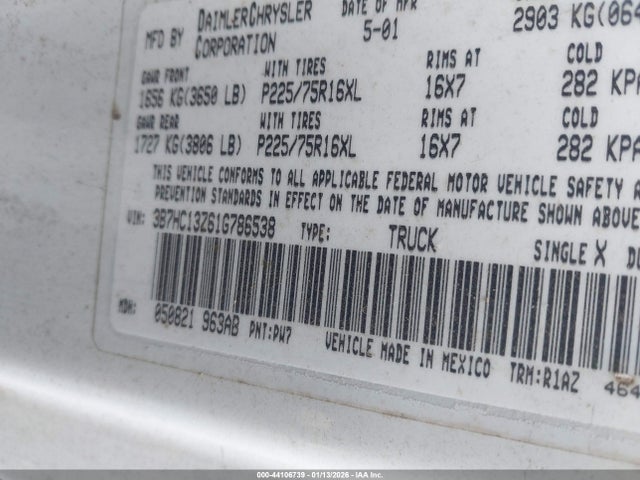 MFD BY DAIMLERCHRYSLER CORPORATION DATE OF MFR 5-01
2903 KG(
GAWR FRONT WITH TIRES RIMS AT COLD
1656 KG(3650 LB) P225/75R16XL 16X7 282 KPA
GAWR REAR WITH TIRES RIMS AT COLD
1727 KG(3806 LB) P225/75R16XL 16X7 282 KPA
THIS VEHICLE CONFORMS TO ALL APPLICABLE FEDERAL MOTOR VEHICLE SAFETY
PREVENTION STANDARDS IN EFFECT ON THE DATE OF MANUFACTURE SHOWN ABOVE
VIN: 3B7HC13Z61G786538 TYPE: TRUCK SINGLE X
MDH: 050821 963AB PNT:PW7 VEHICLE MADE IN MEXICO TRM:R1AZ 464
000-44106739 — 01/13/2026 — IAA Inc.